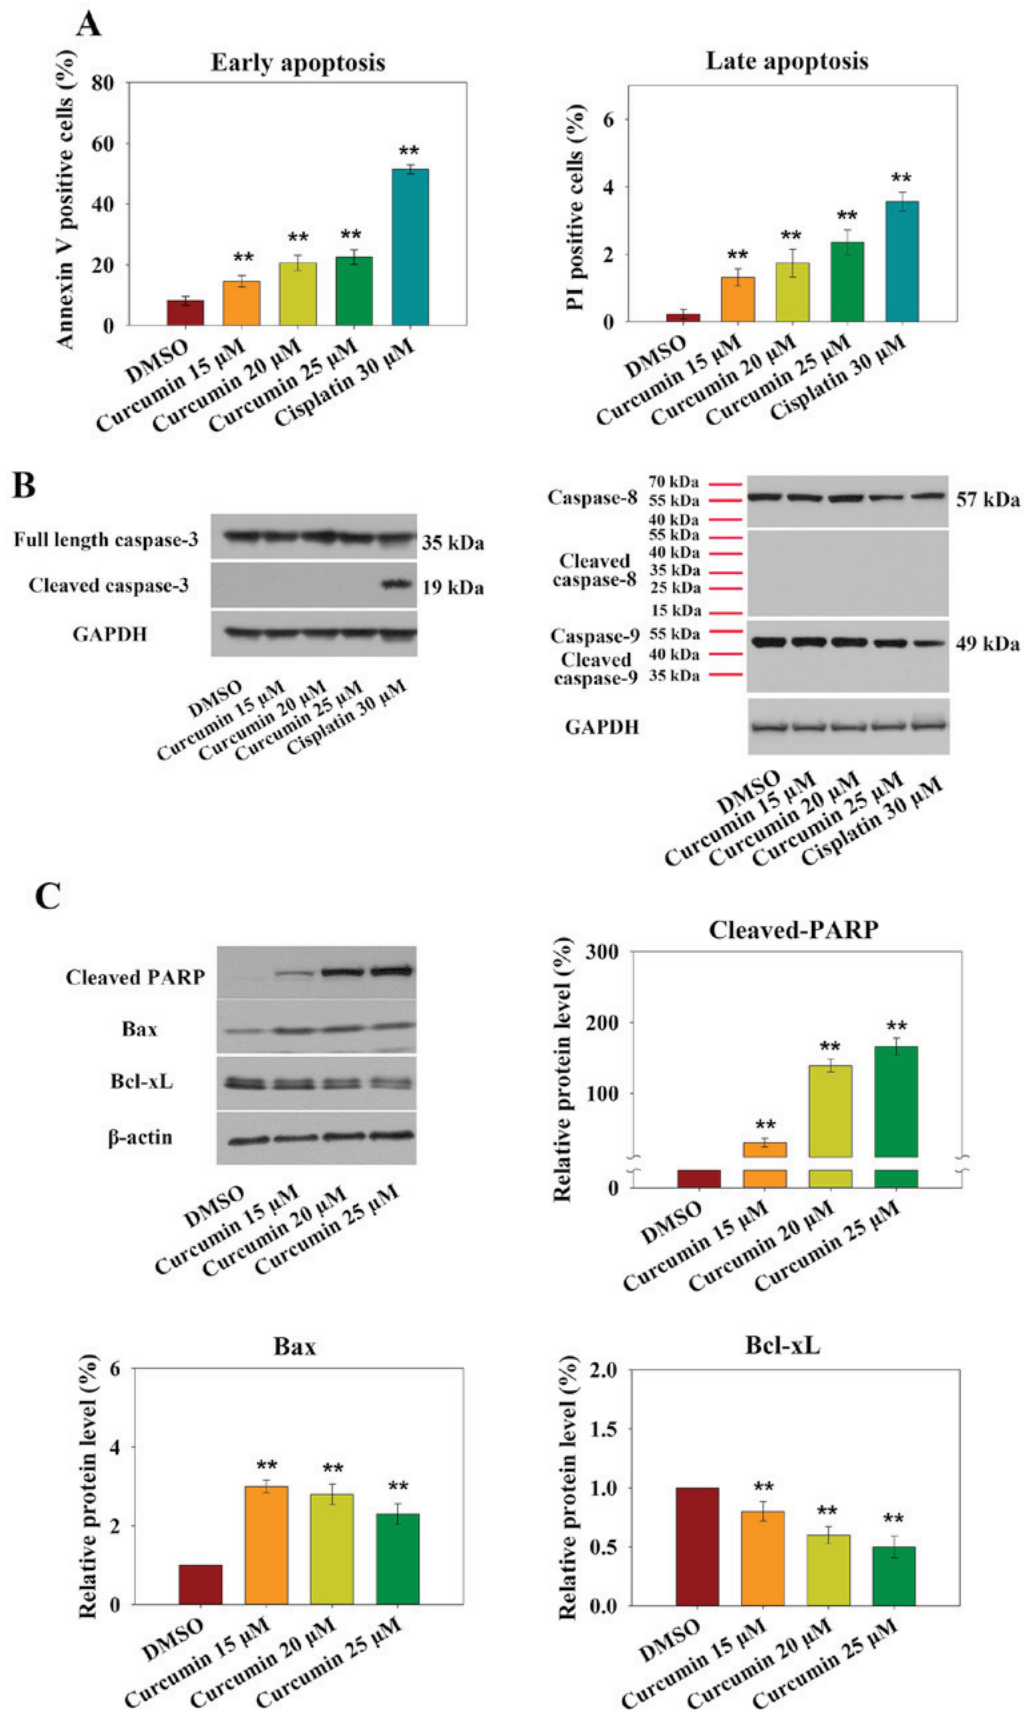 A
Early apoptosis
Annexin V positive cells (%)
80
60
40
20
0
**
**
**
**
DMSO
Curcumin 15 μM
Curcumin 20 μM
Curcumin 25 μM
Cisplatin 30 μM
Late apoptosis
PI positive cells (%)
6
4
2
0
**
**
**
**
DMSO
Curcumin 15 μM
Curcumin 20 μM
Curcumin 25 μM
Cisplatin 30 μM
B
Full length caspase-3
35 kDa
Cleaved caspase-3
19 kDa
GAPDH
DMSO
Curcumin 15 μM
Curcumin 20 μM
Curcumin 25 μM
Cisplatin 30 μM
Caspase-8
70 kDa
55 kDa
40 kDa
57 kDa
Cleaved
caspase-8
55 kDa
40 kDa
35 kDa
25 kDa
15 kDa
Caspase-9
Cleaved
caspase-9
55 kDa
40 kDa
35 kDa
49 kDa
GAPDH
DMSO
Curcumin 15 μM
Curcumin 20 μM
Curcumin 25 μM
Cisplatin 30 μM
C
Cleaved PARP
Bax
Bcl-xL
β-actin
DMSO
Curcumin 15 μM
Curcumin 20 μM
Curcumin 25 μM
Cleaved-PARP
Relative protein level (%)
300
200
100
0
**
**
**
DMSO
Curcumin 15 μM
Curcumin 20 μM
Curcumin 25 μM
Bax
Relative protein level (%)
6
4
2
0
**
**
**
DMSO
Curcumin 15 μM
Curcumin 20 μM
Curcumin 25 μM
Bcl-xL
Relative protein level (%)
2.0
1.5
1.0
0.5
0.0
**
**
**
DMSO
Curcumin 15 μM
Curcumin 20 μM
Curcumin 25 μM